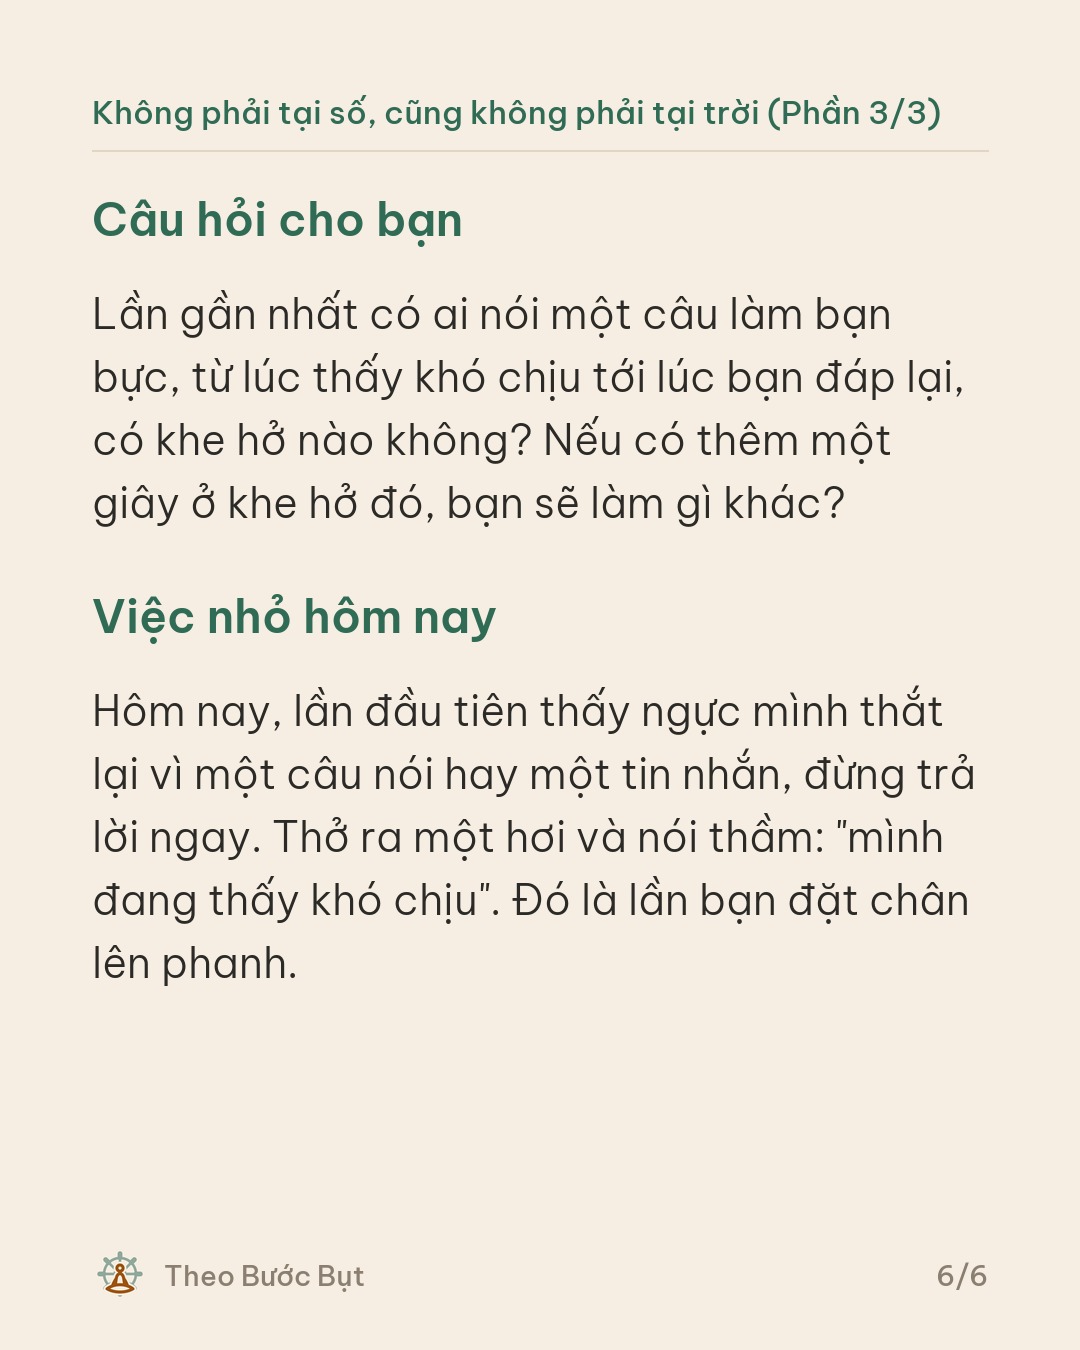 Không phải tại số, cũng không phải tại trời (Phần 3/3)
Câu hỏi cho bạn
Lần gần nhất có ai nói một câu làm bạn
bực, từ lúc thấy khó chịu tới lúc bạn đáp lại,
có khe hở nào không? Nếu có thêm một
giây ở khe hở đó, bạn sẽ làm gì khác?
Việc nhỏ hôm nay
Hôm nay, lần đầu tiên thấy ngực mình thắt
lại vì một câu nói hay một tin nhắn, đừng trả
lời ngay. Thở ra một hơi và nói thầm: "mình
đang thấy khó chịu". Đó là lần bạn đặt chân
lên phanh.
Theo Bước Bụt
6/6